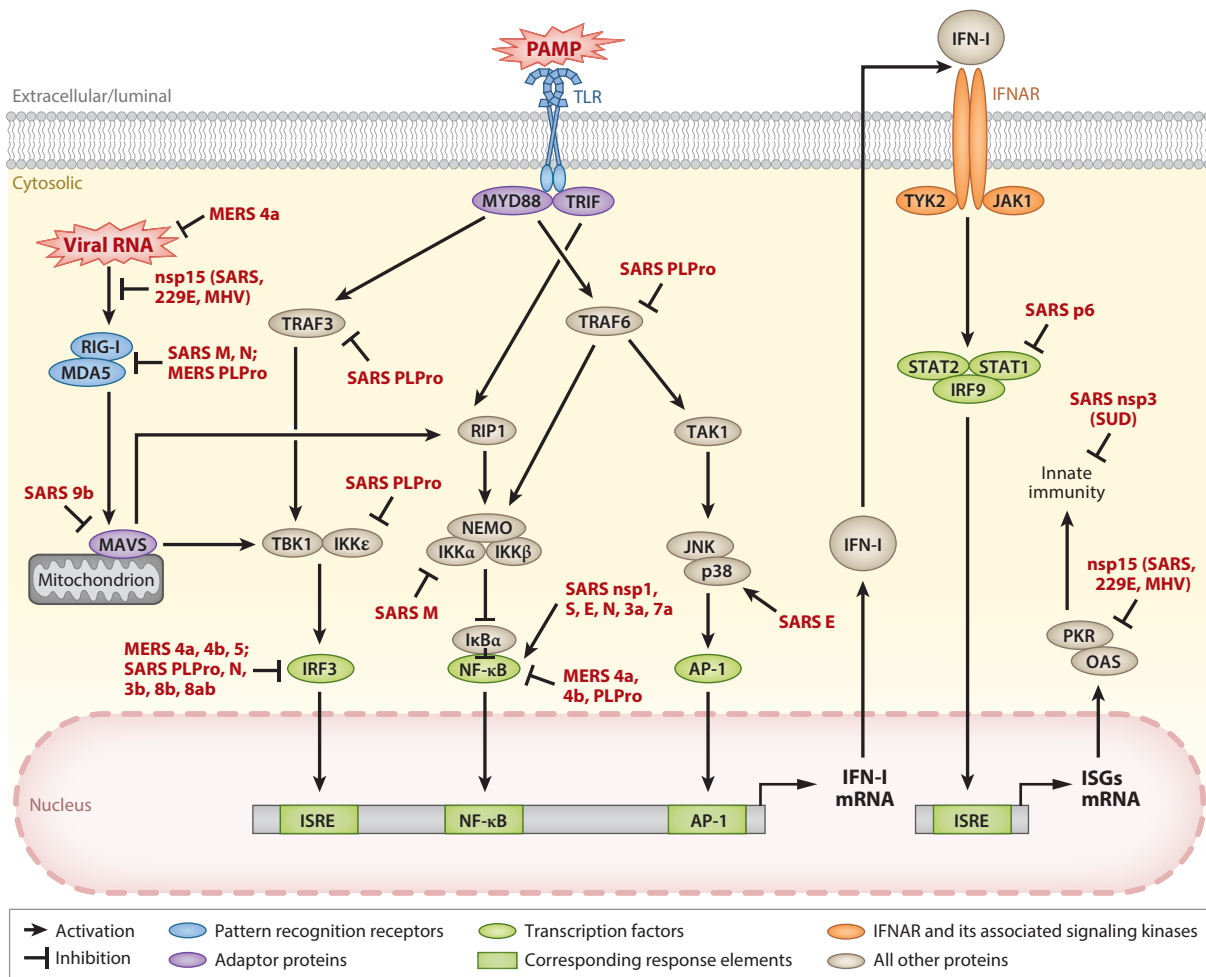 PAMP
IFN-I
Extracellular/luminal
TLR
IFNAR
Cytosolic
MYD88
TRIF
TYK2
JAK1
MERS 4a
Viral RNA
nsp15 (SARS,
229E, MHV)
SARS PLPro
TRAF3
TRAF6
SARS p6
RIG-I
MDA5
SARS M, N;
MERS PLPro
SARS PLPro
STAT2
STAT1
IRF9
SARS nsp3
(SUD)
RIP1
TAK1
Innate
immunity
SARS 9b
SARS PLPro
MAVS
Mitochondrion
TBK1
IKKε
NEMO
IKKα
IKKβ
JNK
p38
IFN-I
nsp15 (SARS,
229E, MHV)
SARS M
SARS nsp1,
S, E, N, 3a, 7a
SARS E
PKR
OAS
MERS 4a, 4b, 5;
SARS PLPro, N,
3b, 8b, 8ab
IRF3
IκBα
NF-κB
MERS 4a,
4b, PLPro
AP-1
Nucleus
IFN-I
mRNA
ISGs
mRNA
ISRE
NF-κB
AP-1
ISRE
Activation
Pattern recognition receptors
Transcription factors
IFNAR and its associated signaling kinases
Inhibition
Adaptor proteins
Corresponding response elements
All other proteins